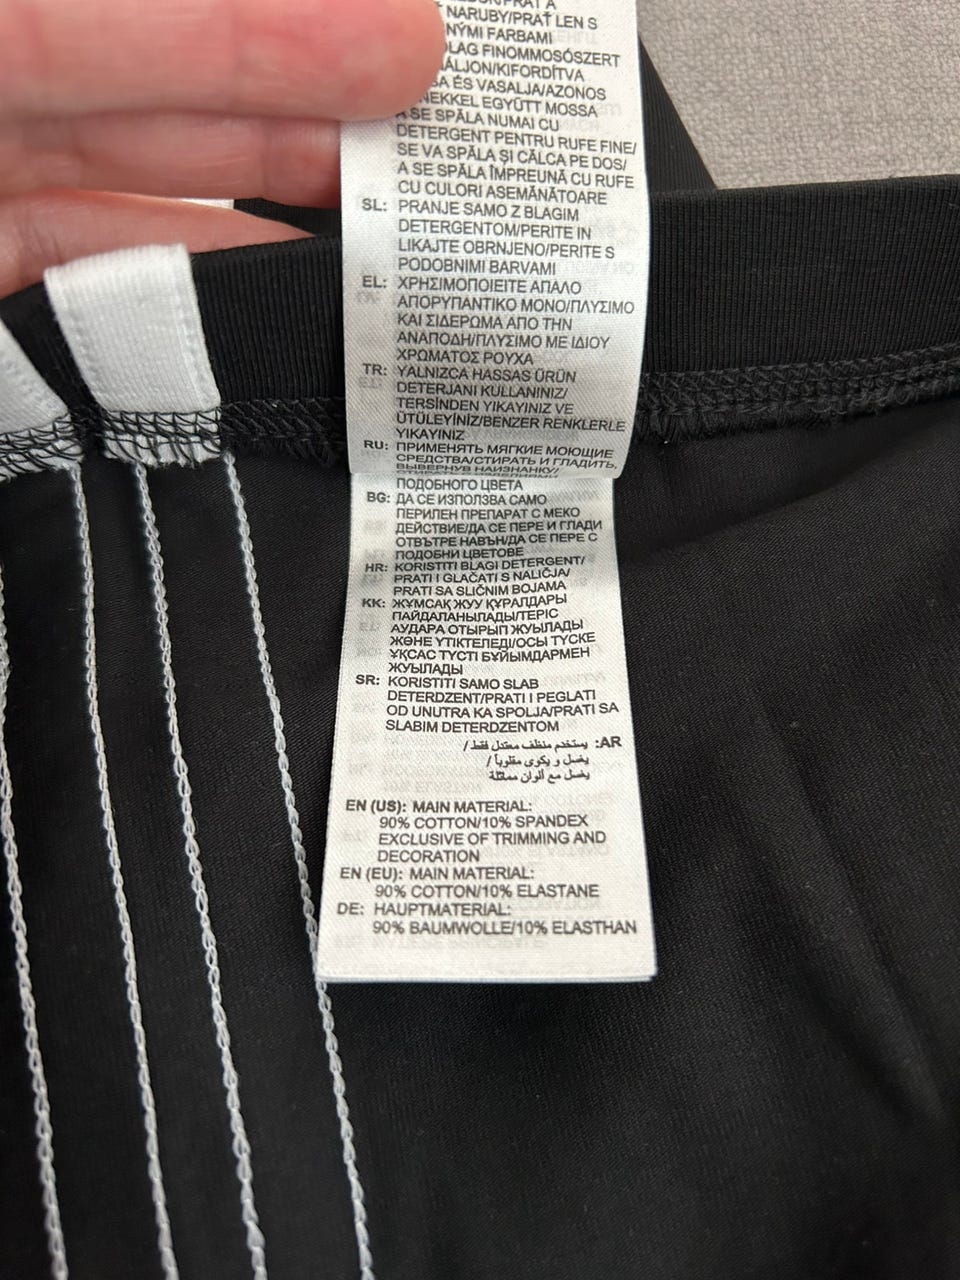 NARUBY/PRAŤ LEN S
FARBAMI
FINOMMOSÓSZERT
ÉS VASALJA/AZONOS
EGYÜTT MOSSA
A SE SPĂLA NUMAI CU
DETERGENT PENTRU RUFE FINE/
SE VA SPĂLA ŞI CĂLCA PE DOS/
A SE SPĂLA ÎMPREUNĂ CU RUFE
CU CULORI ASEMĂNĂTOARE
SL: PRANJE SAMO Z BLAGIM
DETERGENTOM/PERITE IN
LIKAJTE OBRNJENO/PERITE S
PODOBNIMI BARVAMI
EL: ΧΡΗΣΙΜΟΠΟΙΕΙΤΕ ΑΠΑΛΟ
ΑΠΟΡΥΠΑΝΤΙΚΟ ΜΟΝΟ/ΠΛΥΣΙΜΟ
ΚΑΙ ΣΙΔΕΡΩΜΑ ΑΠΟ ΤΗΝ
ΑΝΑΠΟΔΗ/ΠΛΥΣΙΜΟ ΜΕ ΙΔΙΟΥ
ΧΡΩΜΑΤΟΣ ΡΟΥΧΑ
TR: YALNIZCA HASSAS ÜRÜN
DETERJANI KULLANINIZ/
TERSİNDEN YIKAYINIZ VE
ÜTÜLEYİNİZ/BENZER RENKLERLE
YIKAYINIZ
RU: ПРИМЕНЯТЬ МЯГКИЕ МОЮЩИЕ
СРЕДСТВА/СТИРАТЬ И ГЛАДИТЬ,
ВЫВЕРНУВ НАИЗНАНКУ/
ПОДОБНОГО ЦВЕТА
BG: ДА СЕ ИЗПОЛЗВА САМО
ПЕРИЛЕН ПРЕПАРАТ С МЕКО
ДЕЙСТВИЕ/ДА СЕ ПЕРЕ И ГЛАДИ
ОТВЪТРЕ НАВЪН/ДА СЕ ПЕРЕ С
ПОДОБНИ ЦВЕТОВЕ
HR: KORISTITI BLAGI DETERGENT/
PRATI I GLAČATI S NALIČJA/
PRATI SA SLIČNIM BOJAMA
KK: ЖҰМСАҚ ЖУУ ҚҰРАЛДАРЫ
ПАЙДАЛАНЫЛАДЫ/ТЕРІС
АУДАРА ОТЫРЫП ЖУЫЛАДЫ
ЖӘНЕ ҮТІКТЕЛЕДІ/ОСЫ ТҮСКЕ
ҰҚСАС ТҮСТІ БҰЙЫМДАРМЕН
ЖУЫЛАДЫ
SR: KORISTITI SAMO SLAB
DETERDZENT/PRATI I PEGLATI
OD UNUTRA KA SPOLJA/PRATI SA
SLABIM DETERDZENTOM
AR: يستخدم منظف معتدل فقط /
يغسل و يكوى مقلوباً /
يغسل مع ألوان مماثلة
EN (US): MAIN MATERIAL:
90% COTTON/10% SPANDEX
EXCLUSIVE OF TRIMMING AND
DECORATION
EN (EU): MAIN MATERIAL:
90% COTTON/10% ELASTANE
DE: HAUPTMATERIAL:
90% BAUMWOLLE/10% ELASTHAN